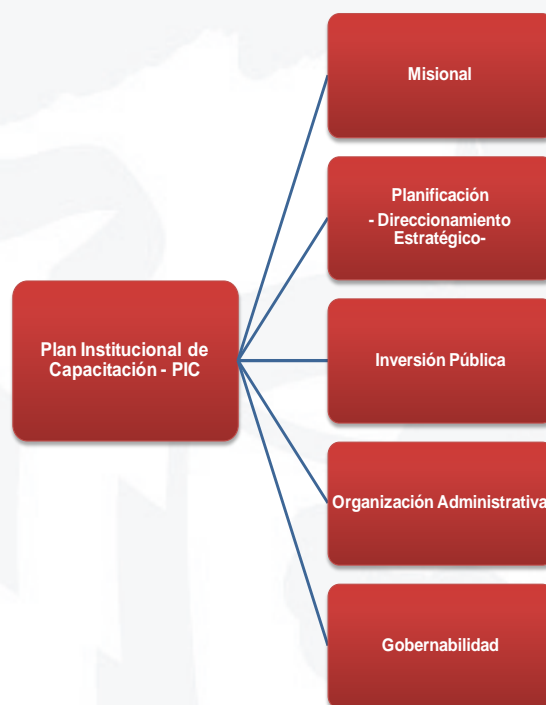 Misional
Planificación
- Direccionamiento
Estratégico-
Plan Institucional de
Capacitación - PIC
Inversión Pública
Organización Administrativa
Gobernabilidad